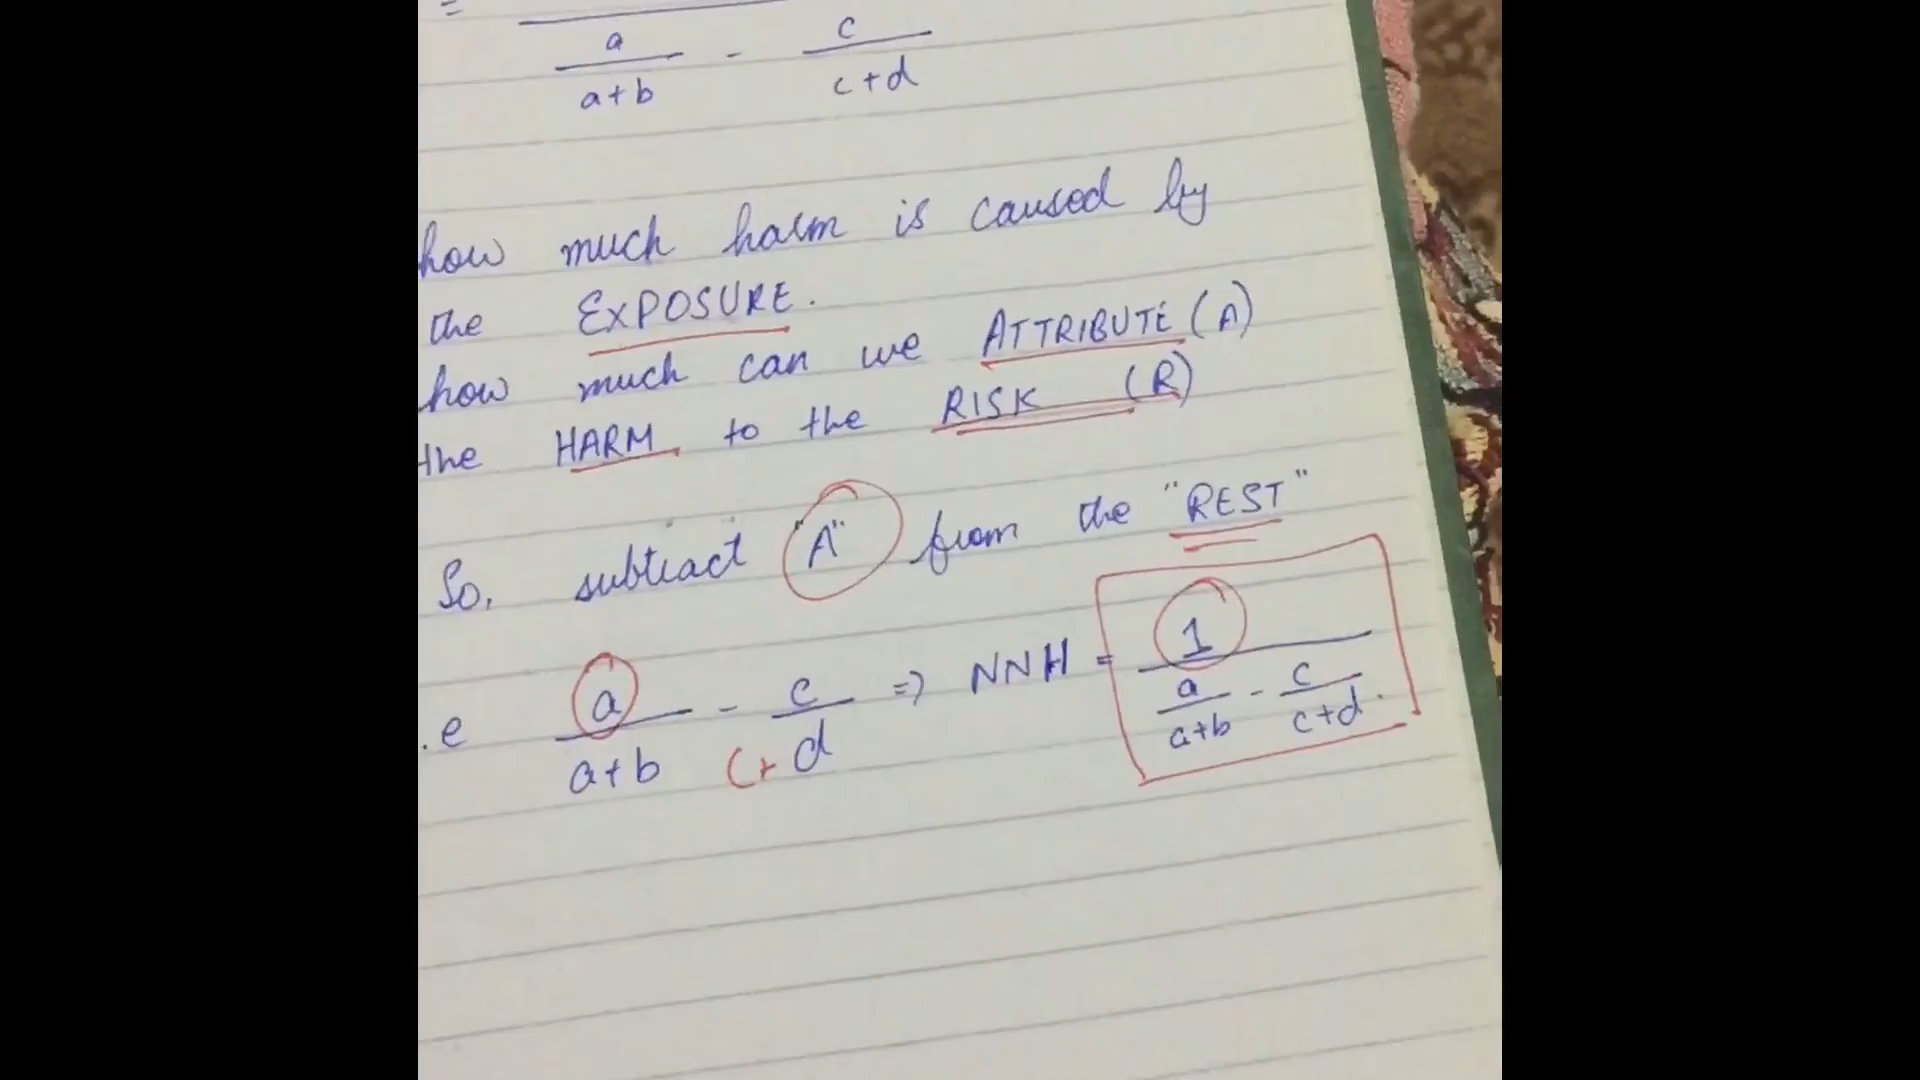 =
a c
— - —
a+b c+d
how much harm is caused by
the EXPOSURE.
how much can we ATTRIBUTE (A)
the HARM to the RISK (R)
So, subtract "A" from the "REST"
.e a/a+b - c/c+d => NNH = 1/(a/a+b - c/c+d).